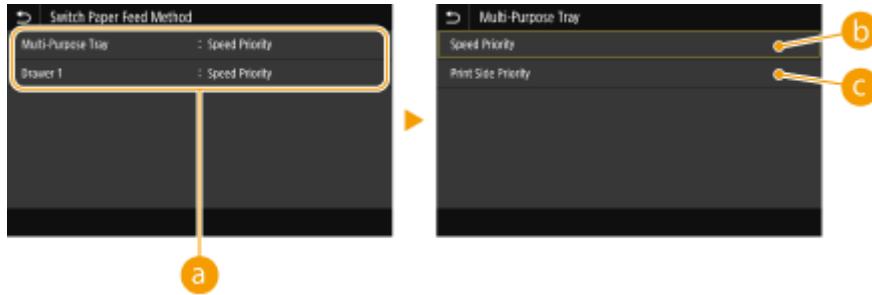 Switch Paper Feed Method
Multi-Purpose Tray : Speed Priority
Drawer 1 : Speed Priority
a
Multi-Purpose Tray
Speed Priority
b
Print Side Priority
c